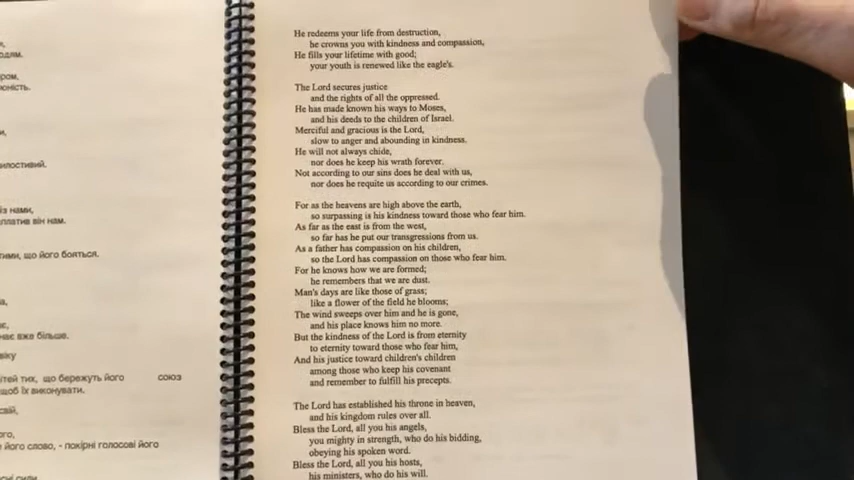 одям.
ром,
юність.
и,
милостивий.
із нами,
платив він нам.
тими, що його бояться.
а,
має вже більше.
віку
ітей тих, що бережуть його союз
щоб їх виконувати.
свій,
його,
його слово, - покірні голосові його
He redeems your life from destruction,
he crowns you with kindness and compassion,
He fills your lifetime with good;
your youth is renewed like the eagle's.
The Lord secures justice
and the rights of all the oppressed.
He has made known his ways to Moses,
and his deeds to the children of Israel.
Merciful and gracious is the Lord,
slow to anger and abounding in kindness.
He will not always chide,
nor does he keep his wrath forever.
Not according to our sins does he deal with us,
nor does he requite us according to our crimes.
For as the heavens are high above the earth,
so surpassing is his kindness toward those who fear him.
As far as the east is from the west,
so far has he put our transgressions from us.
As a father has compassion on his children,
so the Lord has compassion on those who fear him.
For he knows how we are formed;
he remembers that we are dust.
Man's days are like those of grass;
like a flower of the field he blooms;
The wind sweeps over him and he is gone,
and his place knows him no more.
But the kindness of the Lord is from eternity
to eternity toward those who fear him,
And his justice toward children's children
among those who keep his covenant
and remember to fulfill his precepts.
The Lord has established his throne in heaven,
and his kingdom rules over all.
Bless the Lord, all you his angels,
you mighty in strength, who do his bidding,
obeying his spoken word.
Bless the Lord, all you his hosts,
his ministers, who do his will.